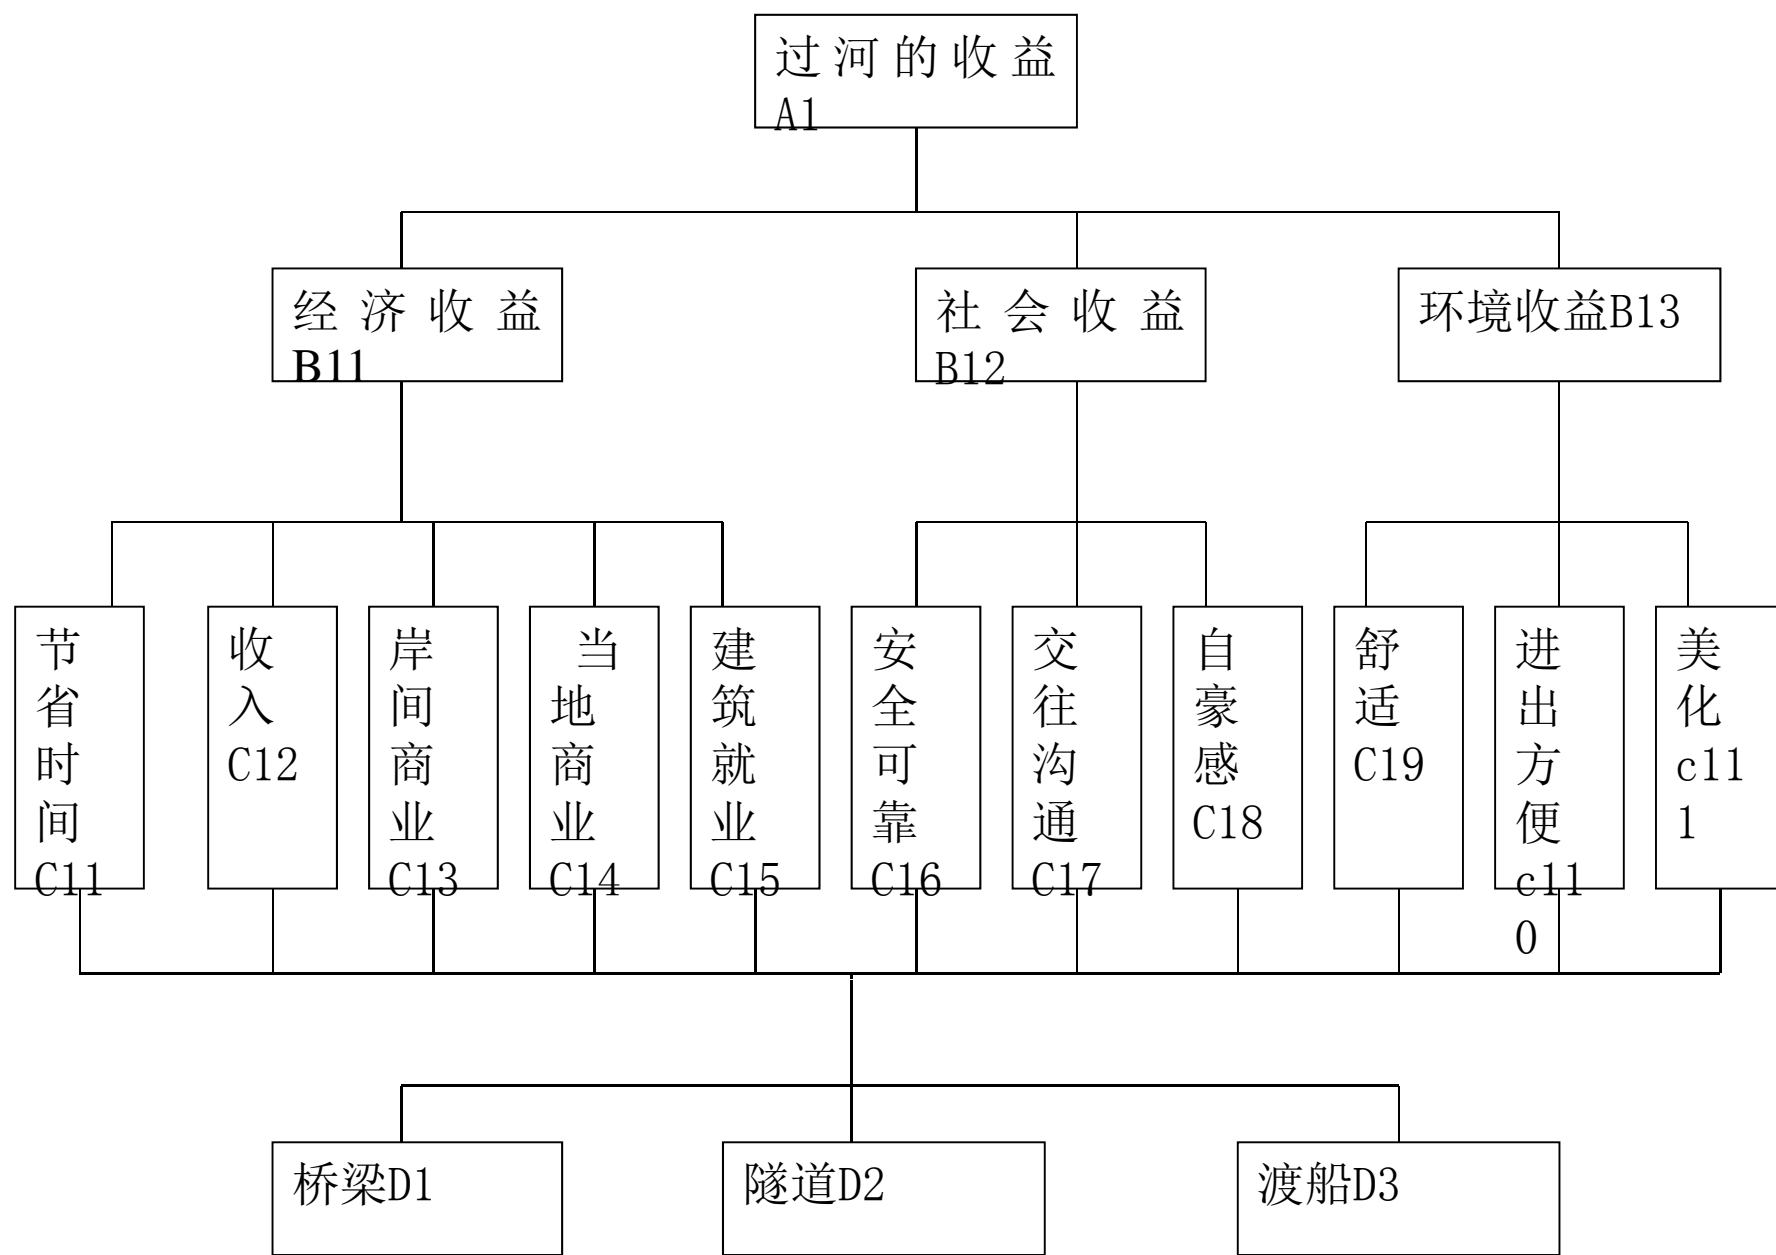 过河的收益
A1
经济收益
B11
社会收益
B12
环境收益B13
节
省
时
间
C11
收
入
C12
岸
间
商
业
C13
当
地
商
业
C14
建
筑
就
业
C15
安
全
可
靠
C16
交
往
沟
通
C17
自
豪
感
C18
舒
适
C19
进
出
方
便
c11
0
美
化
c11
1
桥梁D1
隧道D2
渡船D3